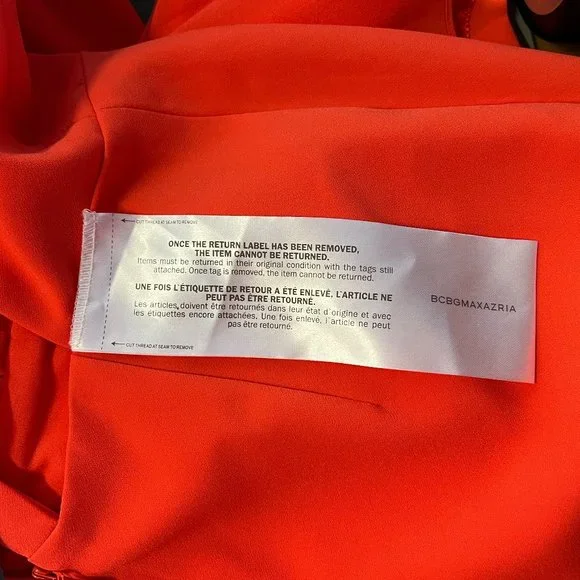 ←— CUT THREAD AT SEAM TO REMOVE
ONCE THE RETURN LABEL HAS BEEN REMOVED,
THE ITEM CANNOT BE RETURNED.
Items must be returned in their original condition with the tags still
attached. Once tag is removed, the item cannot be returned.
UNE FOIS L'ÉTIQUETTE DE RETOUR A ÉTÉ ENLEVÉ, L'ARTICLE NE
PEUT PAS ÊTRE RETOURNÉ.
Les articles, doivent être retournés dans leur état d'origine et avec
les étiquettes encore attachées. Une fois enlevé, l'article ne peut
pas être retourné.
←— CUT THREAD AT SEAM TO REMOVE
BCBGMAXAZRIA